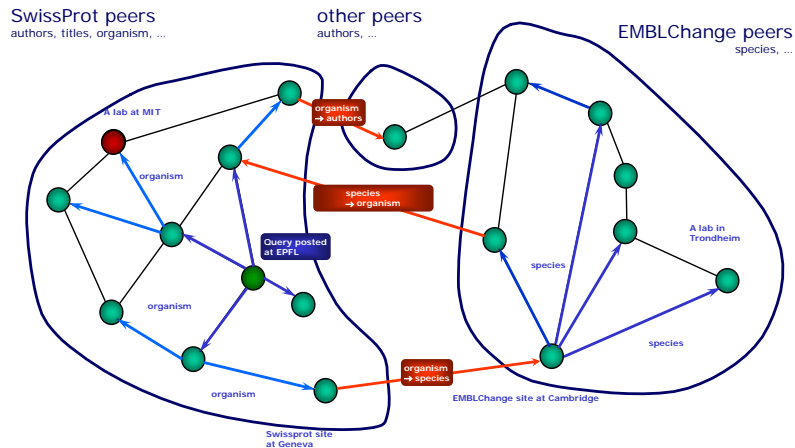 SwissProt peers
authors, titles, organism, ...
other peers
authors, ...
EMBLChange peers
species, ...
A lab at MIT
organism
→ authors
organism
species
→ organism
Query posted
at EPFL
A lab in
Trondheim
species
organism
species
organism
→ species
organism
EMBLChange site at Cambridge
Swissprot site
at Geneva